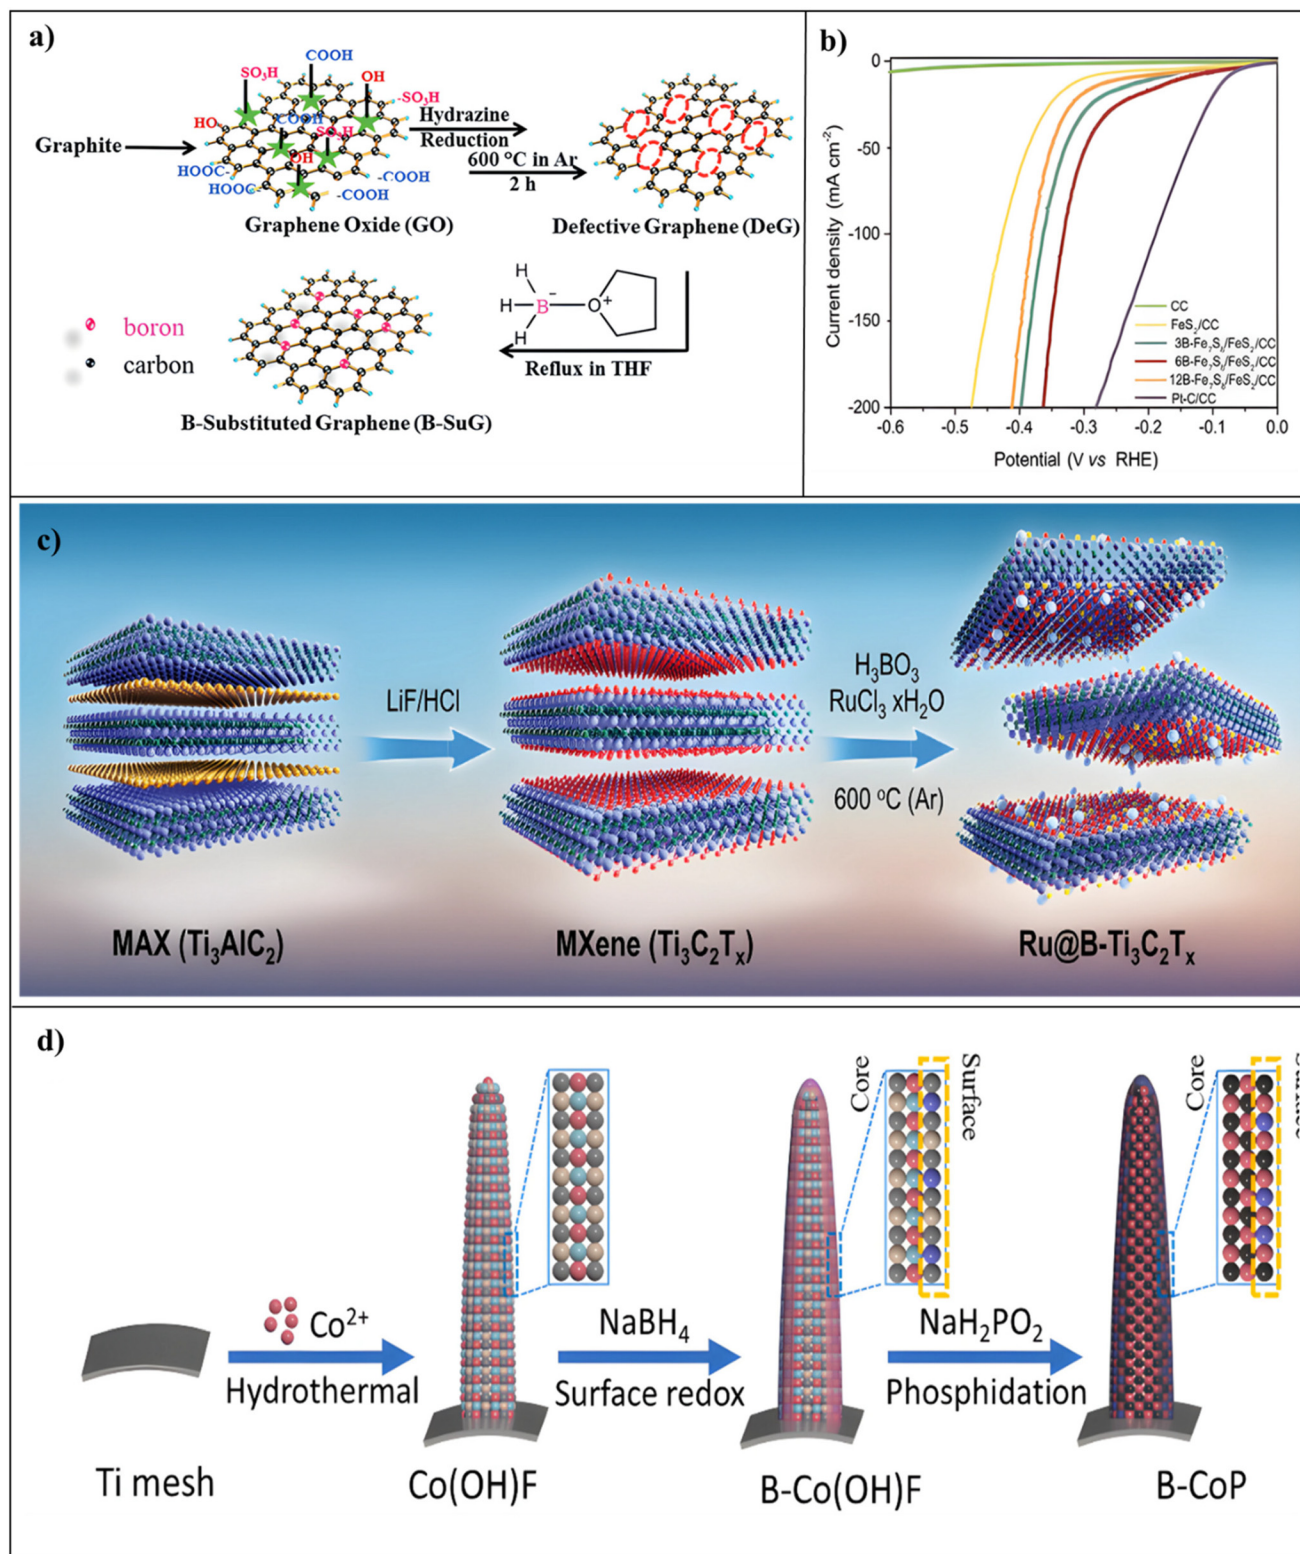 a)
SO₃H
COOH
OH
-SO₃H
HO
COOH
SO₃H
OH
HOOC-
HOOC-
-COOH
-COOH
Graphite
Hydrazine
Reduction
600 °C in Ar
2 h
Graphene Oxide (GO)
Defective Graphene (DeG)
H
H
B
−
O
+
H
boron
carbon
Reflux in THF
B-Substituted Graphene (B-SuG)
b)
Current density (mA cm⁻²)
0
-50
-100
-150
-200
-0.6
-0.5
-0.4
-0.3
-0.2
-0.1
0.0
Potential (V vs RHE)
CC
FeS₂/CC
3B-Fe₇S₈/FeS₂/CC
6B-Fe₇S₈/FeS₂/CC
12B-Fe₇S₈/FeS₂/CC
Pt-C/CC
c)
LiF/HCl
H₃BO₃
RuCl₃ xH₂O
600 °C (Ar)
MAX (Ti₃AlC₂)
MXene (Ti₃C₂Tₓ)
Ru@B-Ti₃C₂Tₓ
d)
Core
Surface
Core
Co²⁺
Hydrothermal
NaBH₄
Surface redox
NaH₂PO₂
Phosphidation
Ti mesh
Co(OH)F
B-Co(OH)F
B-CoP